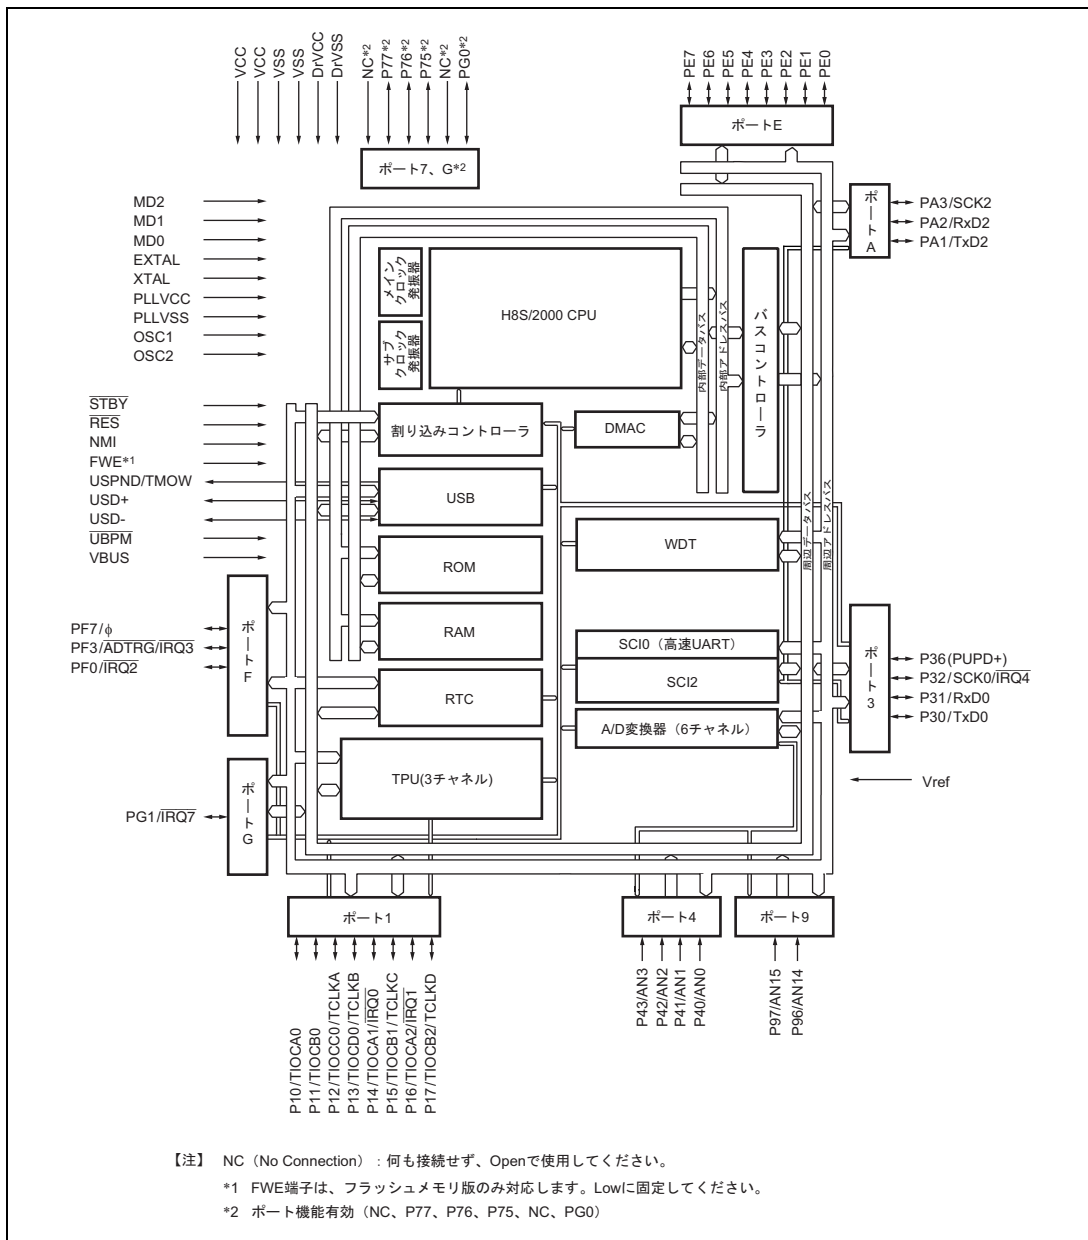 VCC
VCC
VSS
VSS
DrVCC
DrVSS
NC*2
P77*2
P76*2
P75*2
NC*2
PG0*2
PE7
PE6
PE5
PE4
PE3
PE2
PE1
PE0
ポートE
ポート7、G*2
MD2
MD1
MD0
EXTAL
XTAL
PLLVCC
PLLVSS
OSC1
OSC2
STBY
RES
NMI
FWE*1
USPND/TMOW
USD+
USD-
UBPM
VBUS
メイン
クロック
発振器
サブ
クロック
発振器
H8S/2000 CPU
内部データバス
内部アドレスバス
バスコントローラ
ポートA
PA3/SCK2
PA2/RxD2
PA1/TxD2
割り込みコントローラ
DMAC
USB
WDT
周辺データバス
周辺アドレスバス
ROM
RAM
SCI0（高速UART）
SCI2
RTC
A/D変換器（6チャネル）
TPU(3チャネル)
ポートF
PF7/ϕ
PF3/ADTRG/IRQ3
PF0/IRQ2
ポートG
PG1/IRQ7
ポート3
P36(PUPD+)
P32/SCK0/IRQ4
P31/RxD0
P30/TxD0
Vref
ポート1
ポート4
ポート9
P10/TIOCA0
P11/TIOCB0
P12/TIOCC0/TCLKA
P13/TIOCD0/TCLKB
P14/TIOCA1/IRQ0
P15/TIOCB1/TCLKC
P16/TIOCA2/IRQ1
P17/TIOCB2/TCLKD
P43/AN3
P42/AN2
P41/AN1
P40/AN0
P97/AN15
P96/AN14
【注】 NC（No Connection）：何も接続せず、Openで使用してください。
*1 FWE端子は、フラッシュメモリ版のみ対応します。Lowに固定してください。
*2 ポート機能有効（NC、P77、P76、P75、NC、PG0）